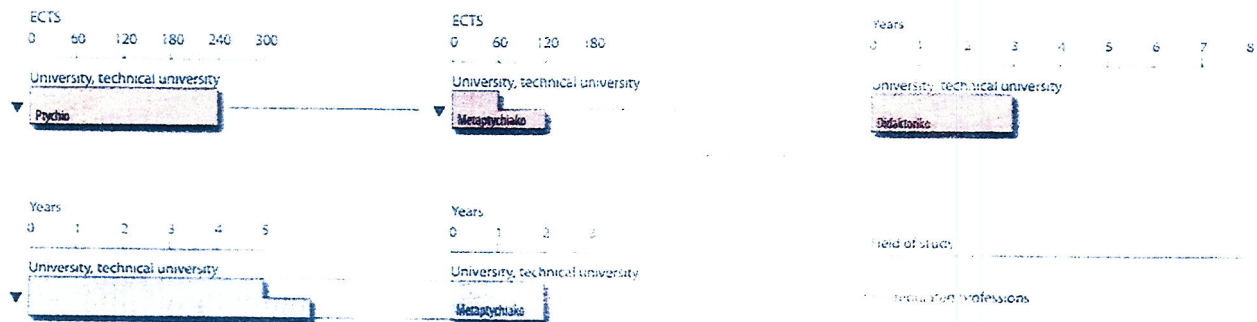 ECTS
0 60 120 180 240 300
University, technical university
Ptychio
ECTS
0 60 120 180
University, technical university
Metaptychiako
Years
0 1 2 3 4 5 6 7 8
University, technical university
Didaktoriko
Years
0 1 2 3 4 5
University, technical university
Years
0 1 2 3
University, technical university
Metaptychiako
Field of study
regulated professions